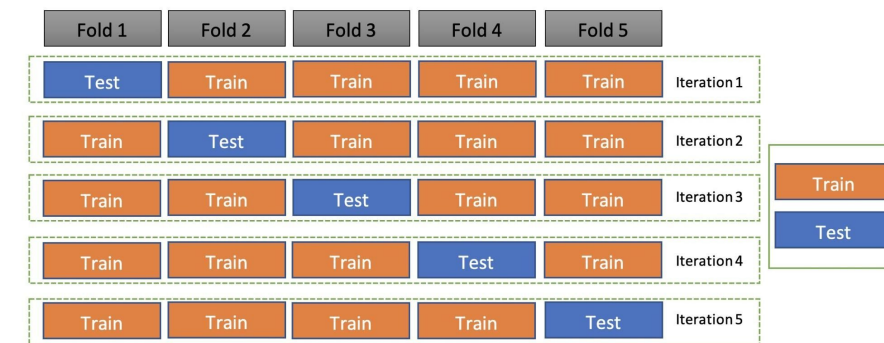 Fold 1 Fold 2 Fold 3 Fold 4 Fold 5
Test Train Train Train Train Iteration 1
Train Test Train Train Train Iteration 2
Train Train Test Train Train Iteration 3
Train Train Train Test Train Iteration 4
Train Train Train Train Test Iteration 5
Train
Test